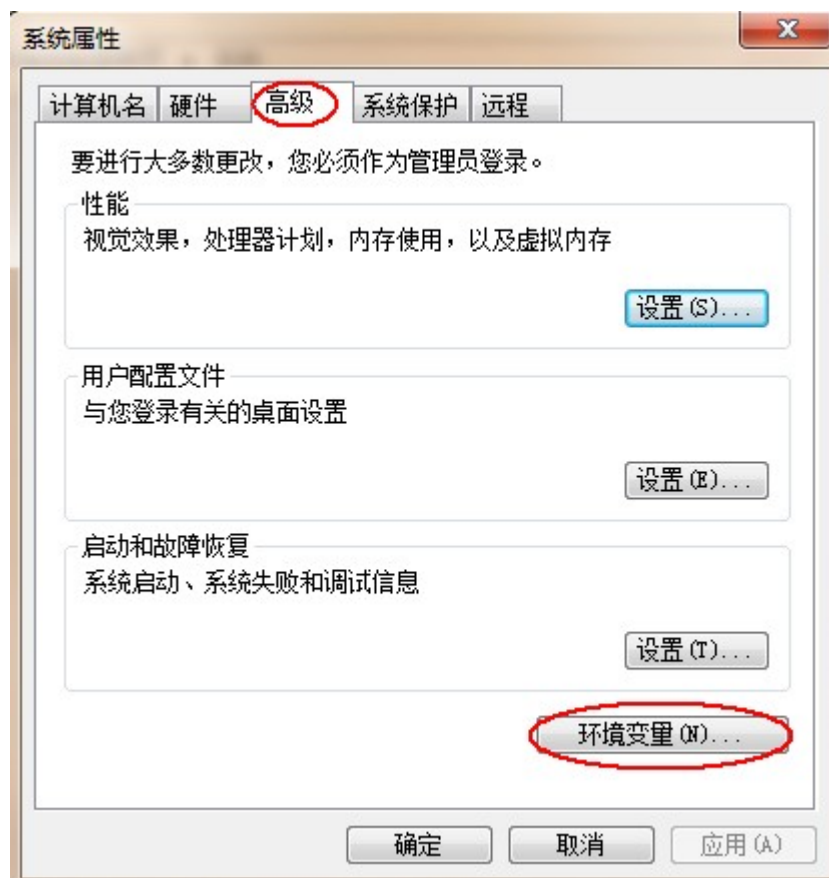 系统属性
计算机名 硬件 高级 系统保护 远程
要进行大多数更改，您必须作为管理员登录。
性能
视觉效果，处理器计划，内存使用，以及虚拟内存
设置(S)...
用户配置文件
与您登录有关的桌面设置
设置(E)...
启动和故障恢复
系统启动、系统失败和调试信息
设置(T)...
环境变量(N)...
确定 取消 应用(A)